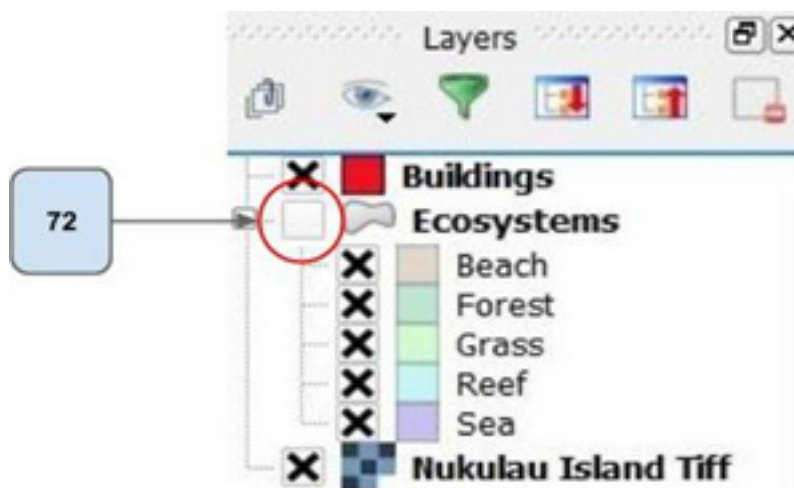 Layers
Buildings
72
Ecosystems
Beach
Forest
Grass
Reef
Sea
Nukulau Island Tiff